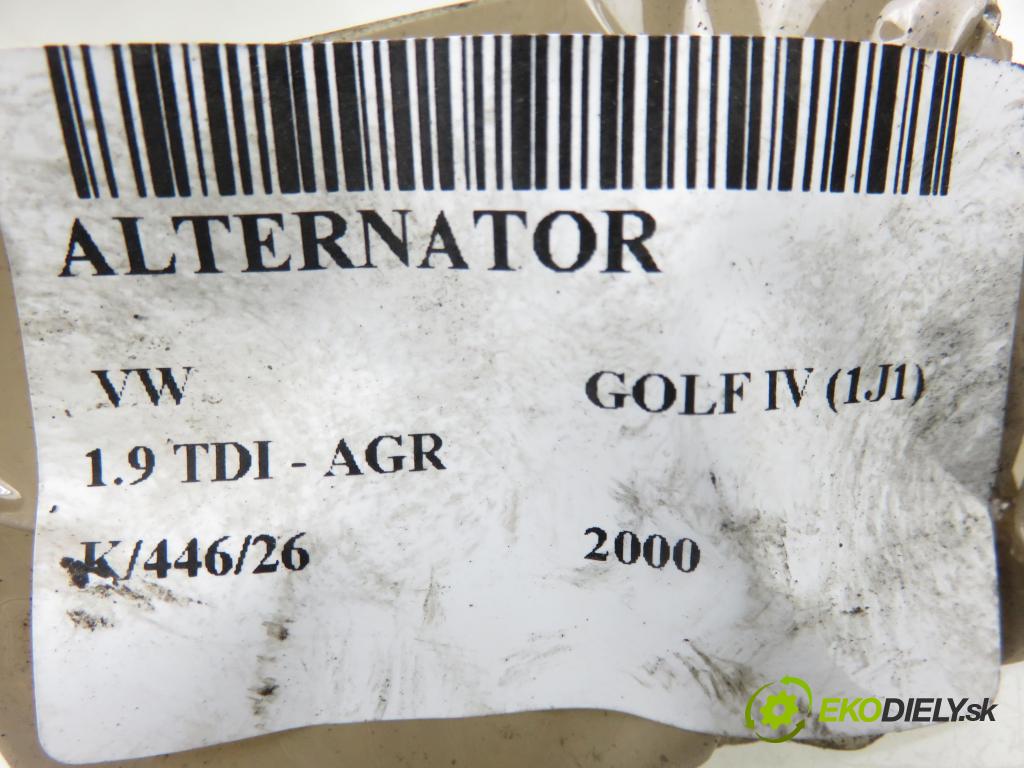 ALTERNATOR
VW GOLF IV (1J1)
1.9 TDI - AGR
K/446/26 2000
EKODIELY.sk